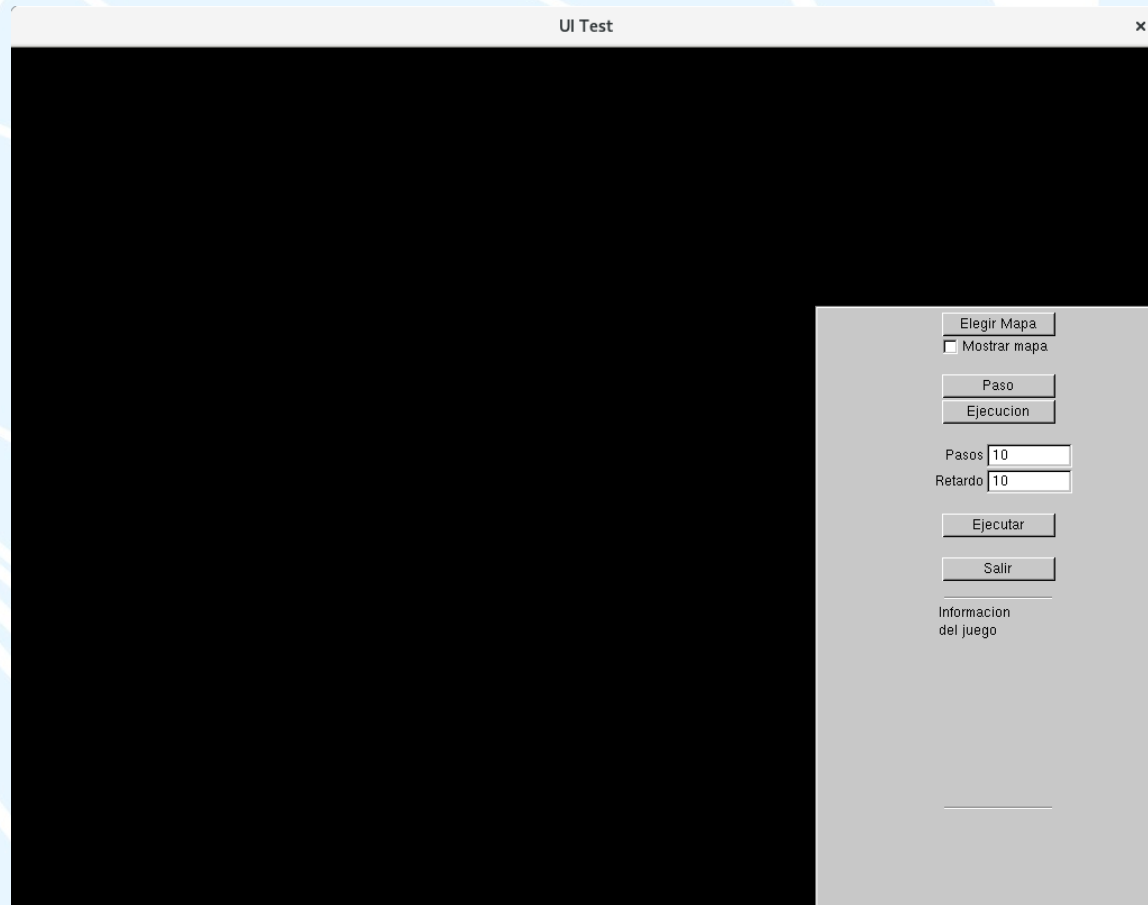 UI Test
Elegir Mapa
Mostrar mapa
Paso
Ejecucion
Pasos 10
Retardo 10
Ejecutar
Salir
Informacion
del juego